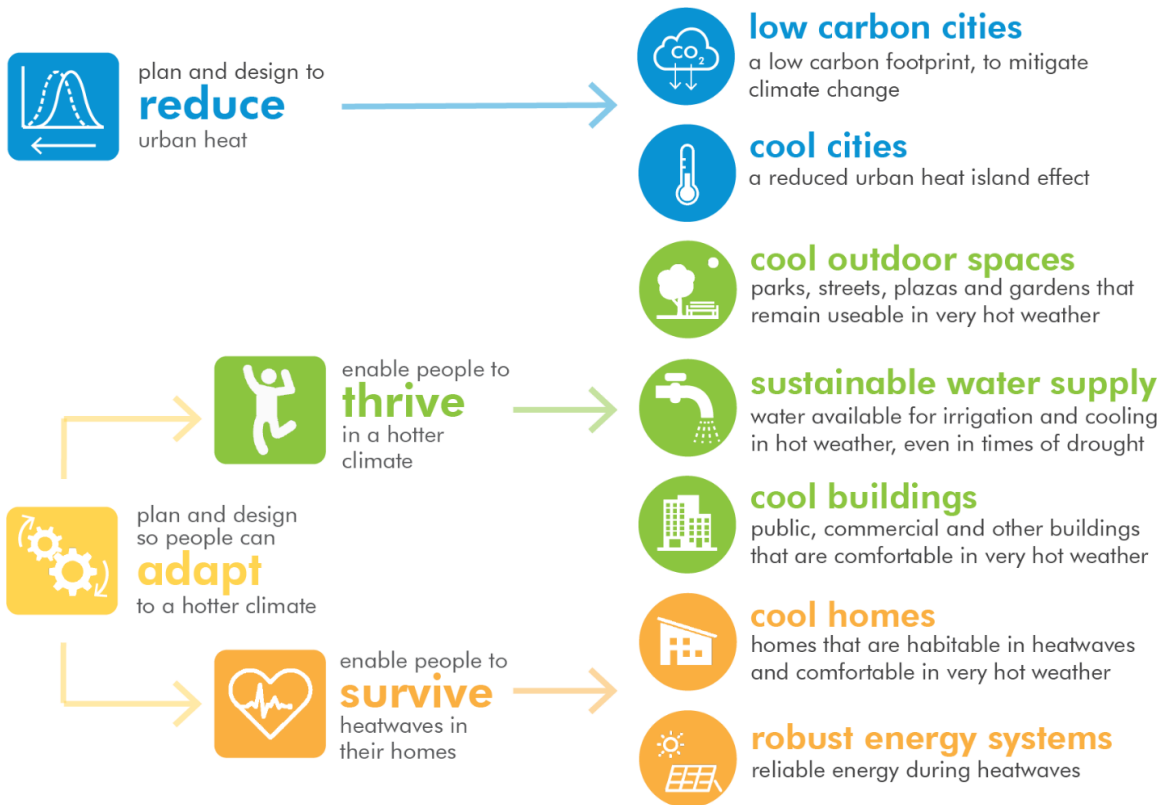 plan and design to
reduce
urban heat
low carbon cities
a low carbon footprint, to mitigate
climate change
CO2
cool cities
a reduced urban heat island effect
cool outdoor spaces
parks, streets, plazas and gardens that
remain useable in very hot weather
enable people to
thrive
in a hotter
climate
sustainable water supply
water available for irrigation and cooling
in hot weather, even in times of drought
cool buildings
public, commercial and other buildings
that are comfortable in very hot weather
plan and design
so people can
adapt
to a hotter climate
enable people to
survive
heatwaves in
their homes
cool homes
homes that are habitable in heatwaves
and comfortable in very hot weather
robust energy systems
reliable energy during heatwaves